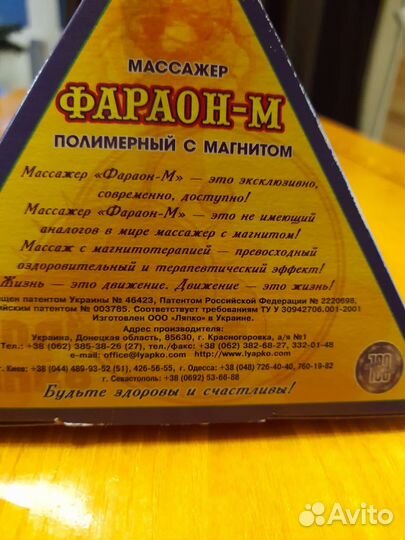 МАССАЖЕР
ФАРАОН-М
ПОЛИМЕРНЫЙ С МАГНИТОМ
Массажер «Фараон-М» — это эксклюзивно,
современно, доступно!
Массажер «Фараон-М» — это не имеющий
аналогов в мире массажер с магнитом!
Массаж с магнитотерапией — превосходный
оздоровительный и терапевтический эффект!
Жизнь — это движение. Движение — это жизнь!
щен патентом Украины № 46423, Патентом Российской Федерации № 2220698,
йским патентом № 003785. Соответствует требованиям ТУ У 30942706.001-2001
Изготовлен ООО «Ляпко» в Украине.
Адрес производителя:
Украина, Донецкая область, 85630, г. Красногоровка, а/я №1
Тел.: +38 (062) 385-38-26 (27), тел./факс: +38 (062) 382-68-27, 332-01-48
e-mail: office@lyapko.com, http://www.lyapko.com
г. Киев: +38 (044) 489-93-52 (51), 426-56-55, г. Одесса: +38 (048) 726-40-40, 760-19-82
г. Севастополь: +38 (0692) 53-66-88
Будьте здоровы и счастливы!
Avito